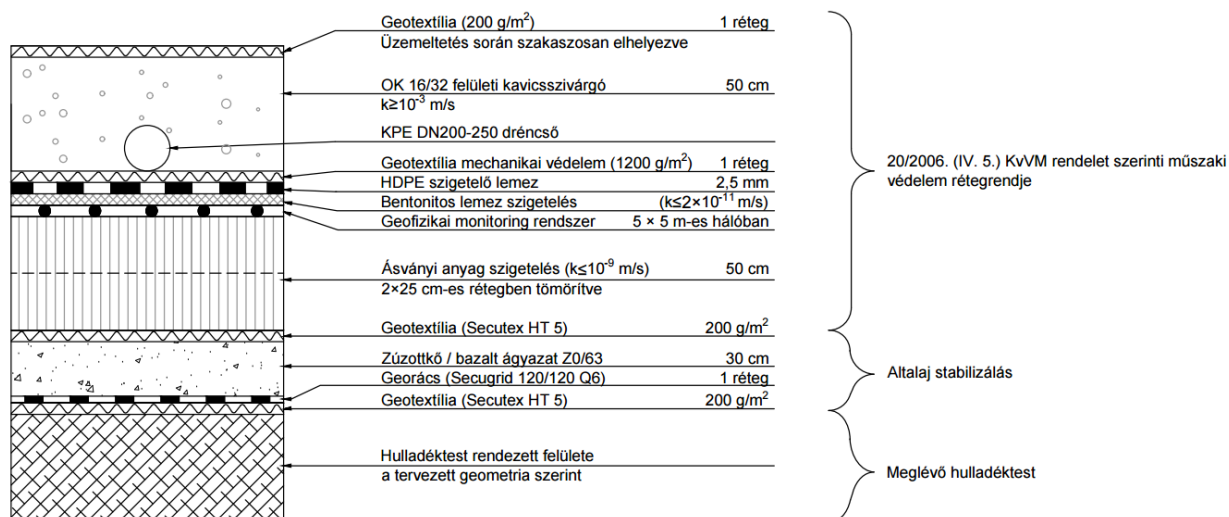 Geotextília (200 g/m²) 1 réteg
Üzemeltetés során szakaszosan elhelyezve
OK 16/32 felületi kavicsszivárgó 50 cm
k≥10⁻³ m/s
KPE DN200-250 dréncső
Geotextília mechanikai védelem (1200 g/m²) 1 réteg
HDPE szigetelő lemez 2,5 mm
Bentonitos lemez szigetelés (k≤2×10⁻¹¹ m/s)
Geofizikai monitoring rendszer 5 × 5 m-es hálóban
Ásványi anyag szigetelés (k≤10⁻⁹ m/s) 50 cm
2×25 cm-es rétegben tömörítve
Geotextília (Secutex HT 5) 200 g/m²
Zúzottkő / bazalt ágyazat Z0/63 30 cm
Georács (Secugrid 120/120 Q6) 1 réteg
Geotextília (Secutex HT 5) 200 g/m²
Hulladéktest rendezett felülete
a tervezett geometria szerint
20/2006. (IV. 5.) KvVM rendelet szerinti műszaki
védelem rétegrendje
Altalaj stabilizálás
Meglévő hulladéktest